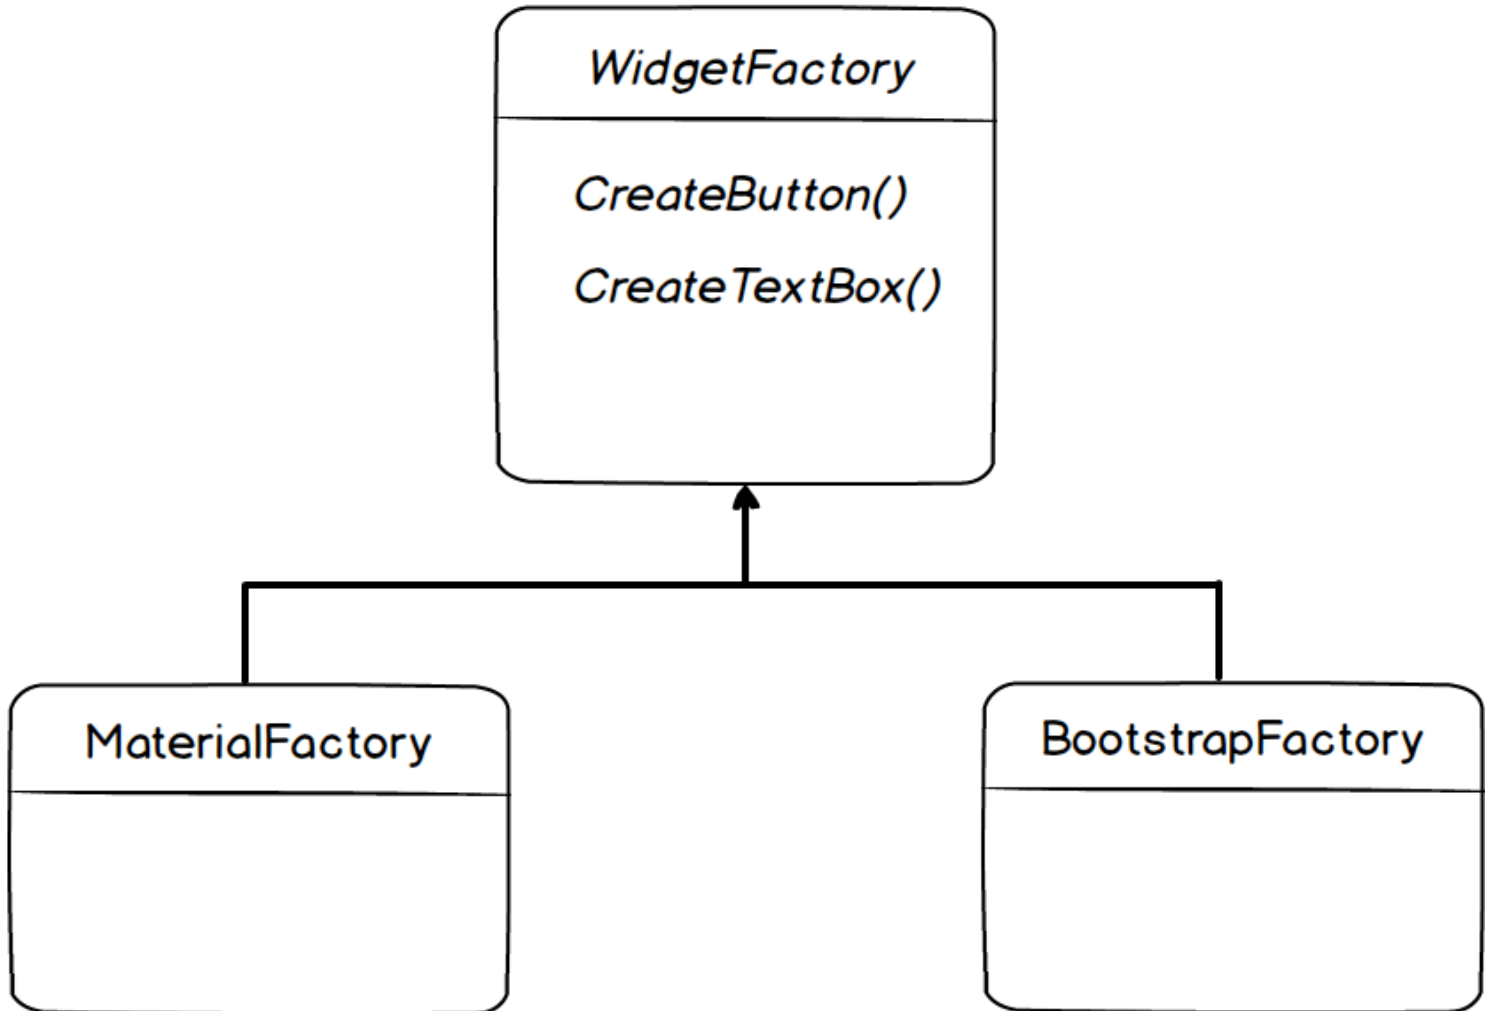 WidgetFactory
CreateButton()
CreateTextBox()
MaterialFactory
BootstrapFactory